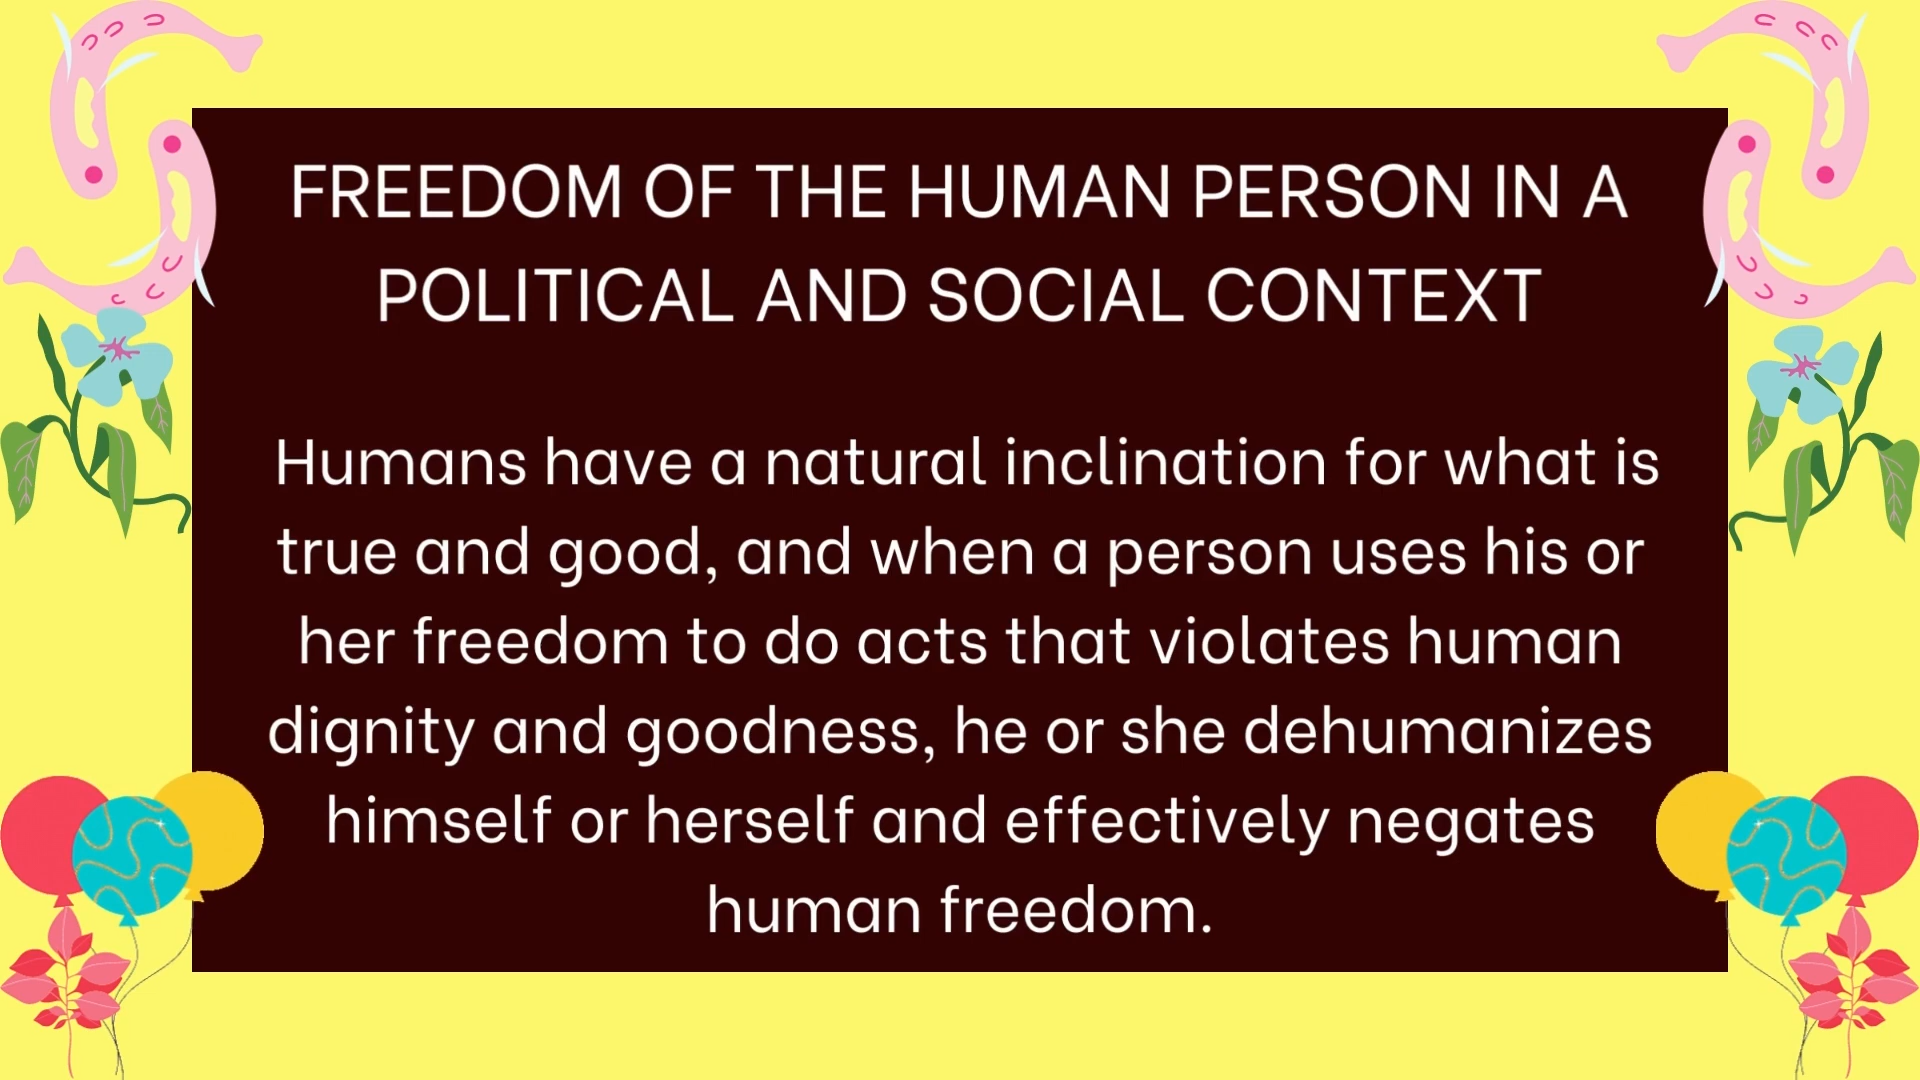 FREEDOM OF THE HUMAN PERSON IN A
POLITICAL AND SOCIAL CONTEXT
Humans have a natural inclination for what is
true and good, and when a person uses his or
her freedom to do acts that violates human
dignity and goodness, he or she dehumanizes
himself or herself and effectively negates
human freedom.